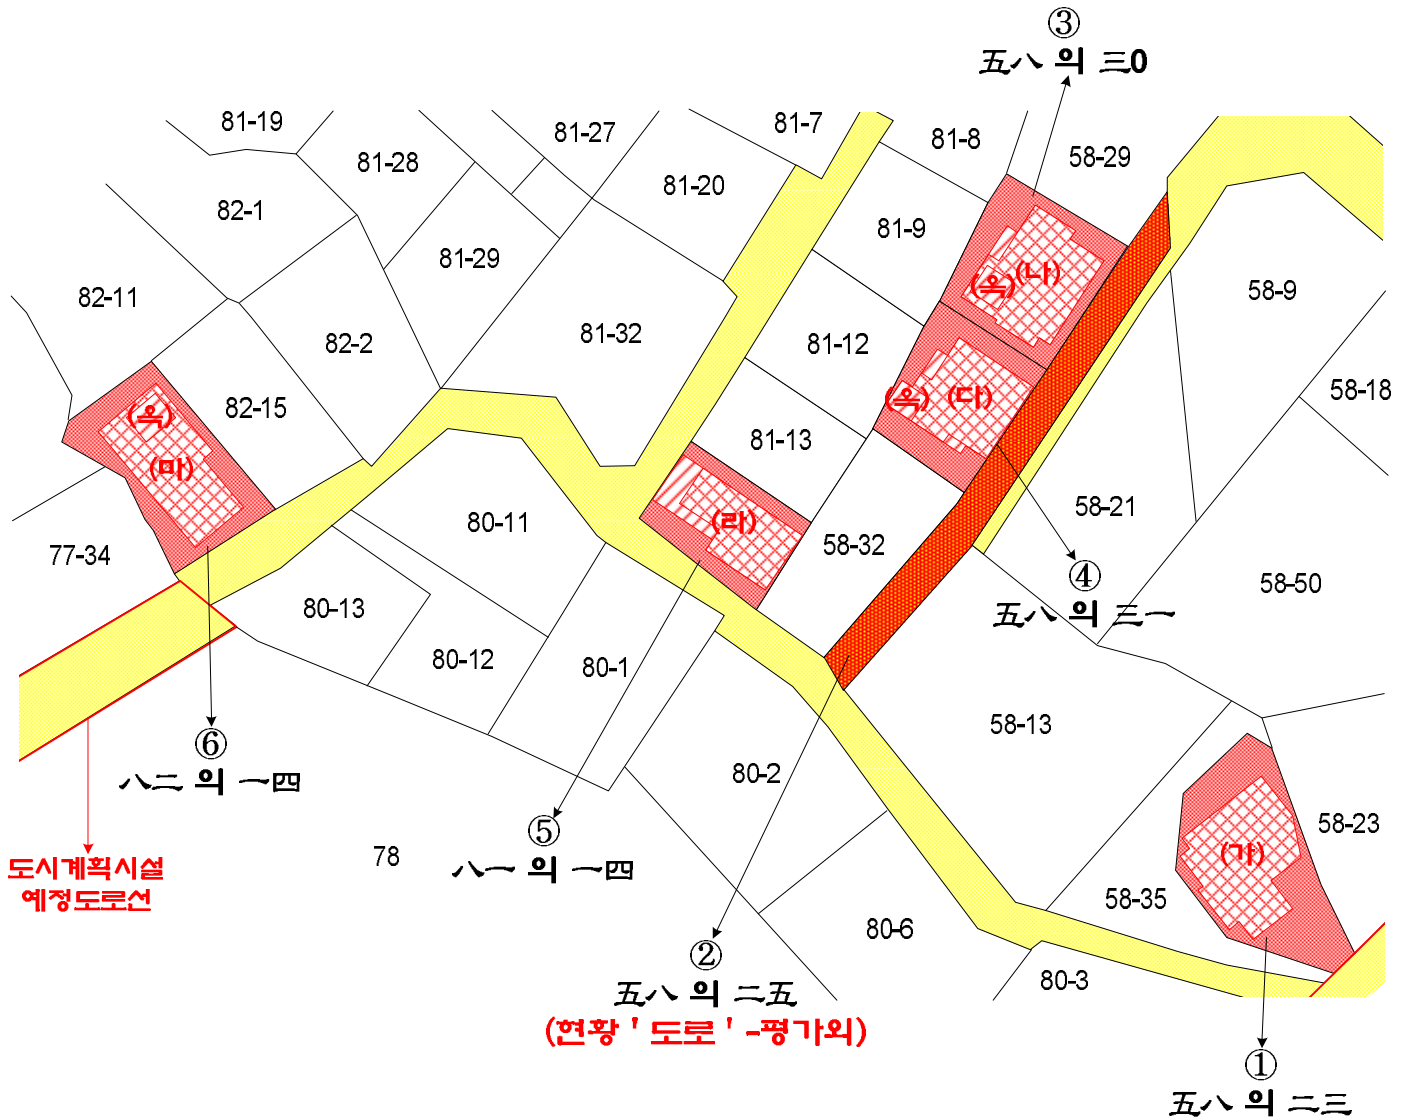 ③
五八 의 三0
81-19
81-28
81-27
81-7
81-8
58-29
82-1
81-20
81-9
81-29
82-11
58-9
(옥)(나)
82-2
81-32
81-12
58-18
82-15
(옥)
(옥) (다)
81-13
(마)
80-11
58-21
(라)
58-32
77-34
④
五八 의 三一
58-50
80-13
80-12
80-1
58-13
⑥
八二 의 一四
80-2
⑤
八一 의 一四
78
58-23
(가)
도시계획시설
예정도로선
58-35
80-6
②
五八 의 二五
(현황 ' 도로 ' -평가외)
80-3
①
五八 의 二三